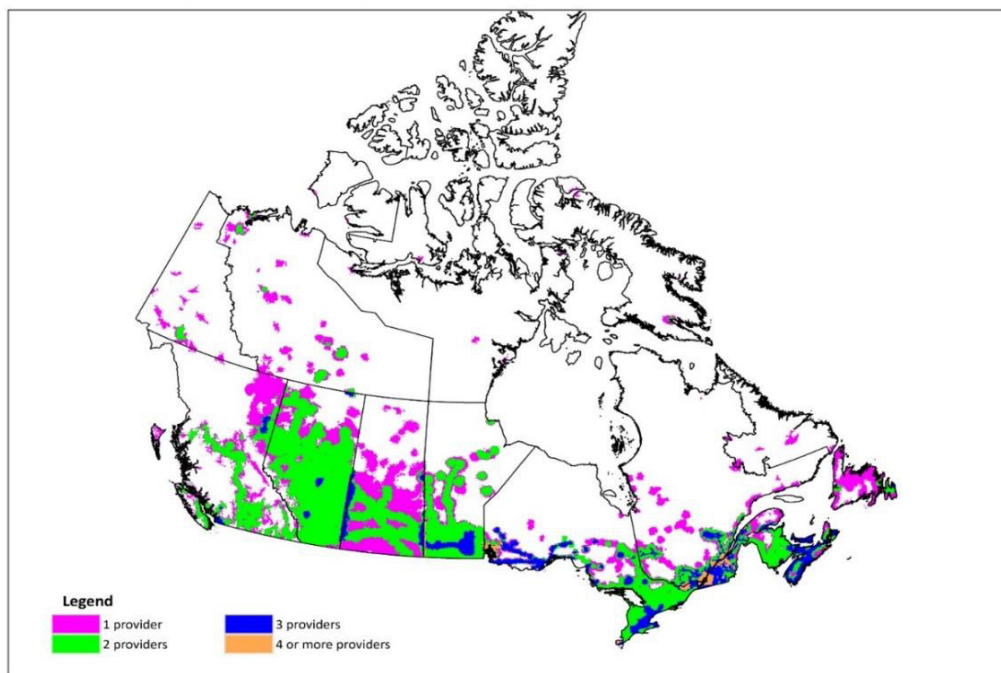 Legend
1 provider
3 providers
2 providers
4 or more providers